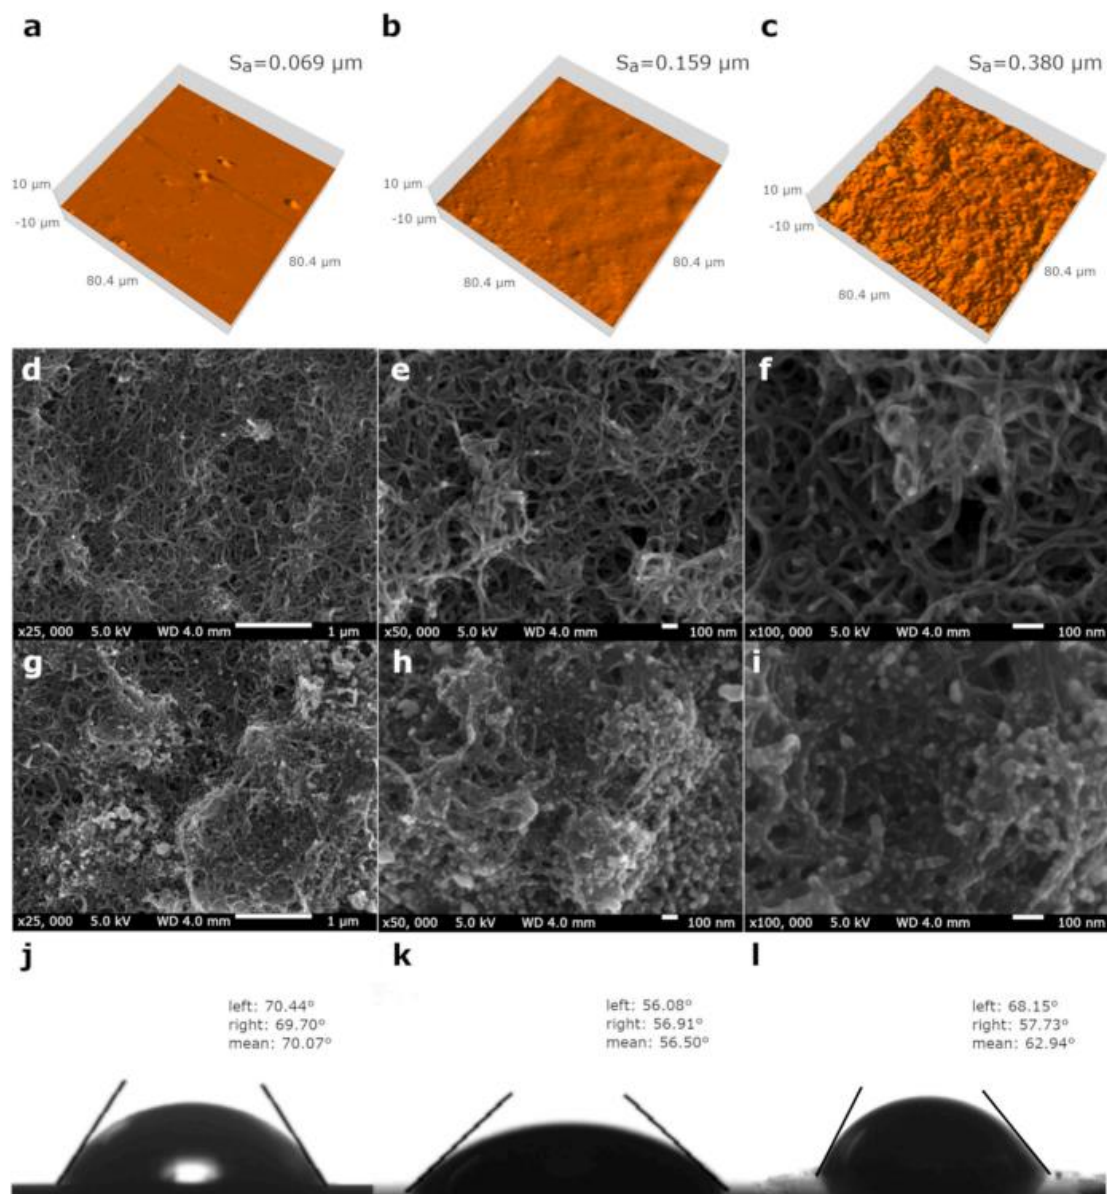 a
b
c
Sa=0.069 µm
Sa=0.159 µm
Sa=0.380 µm
10 µm
-10 µm
80.4 µm
80.4 µm
10 µm
-10 µm
80.4 µm
80.4 µm
10 µm
-10 µm
80.4 µm
80.4 µm
d
e
f
x25, 000 5.0 kV WD 4.0 mm 1 µm
x50, 000 5.0 kV WD 4.0 mm 100 nm
x100, 000 5.0 kV WD 4.0 mm 100 nm
g
h
i
x25, 000 5.0 kV WD 4.0 mm 1 µm
x50, 000 5.0 kV WD 4.0 mm 100 nm
x100, 000 5.0 kV WD 4.0 mm 100 nm
j
k
l
left: 70.44°
right: 69.70°
mean: 70.07°
left: 56.08°
right: 56.91°
mean: 56.50°
left: 68.15°
right: 57.73°
mean: 62.94°